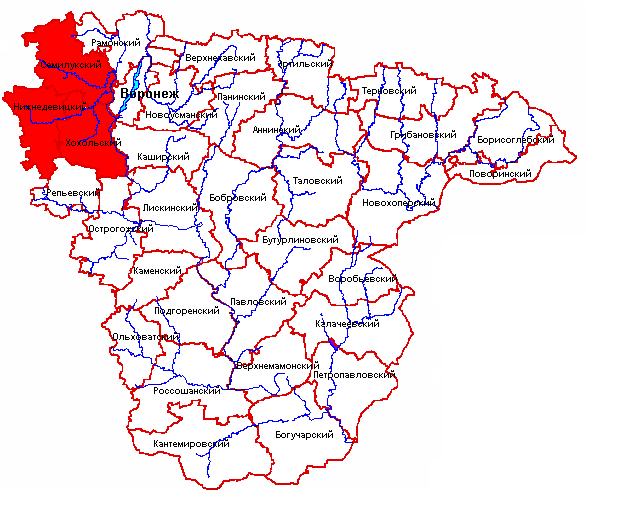 Рамонский
Верхнехавский
Эртильский
Семилукский
Терновский
Воронеж
Панинский
Нижнедевицкий
Новоусманский
Аннинский
Грибановский
Борисоглебский
Хохольский
Каширский
Поворинский
Таловский
Репьевский
Бобровский
Лискинский
Новохоперский
Острогожский
Бутурлиновский
Каменский
Воробьевский
Павловский
Подгоренский
Калачеевский
Ольховатский
Верхнемамонский
Петропавловский
Россошанский
Богучарский
Кантемировский